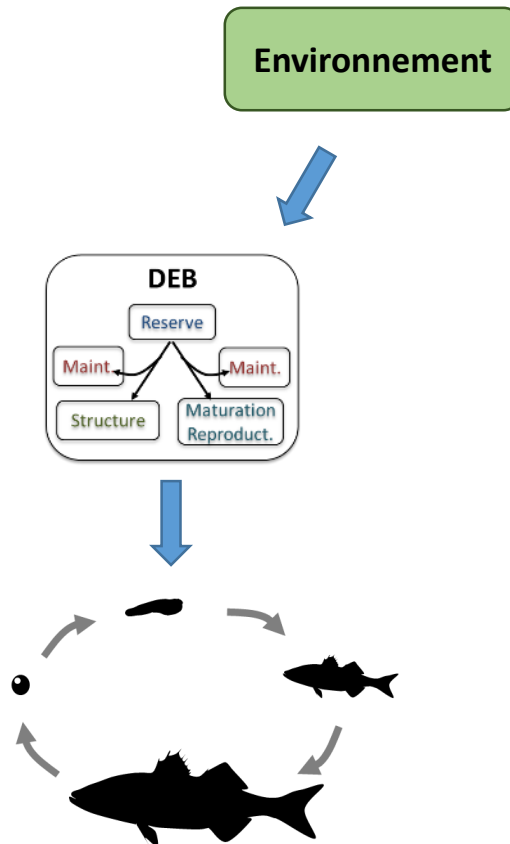 Environnement
DEB
Reserve
Maint.
Maint.
Structure
Maturation
Reproduct.